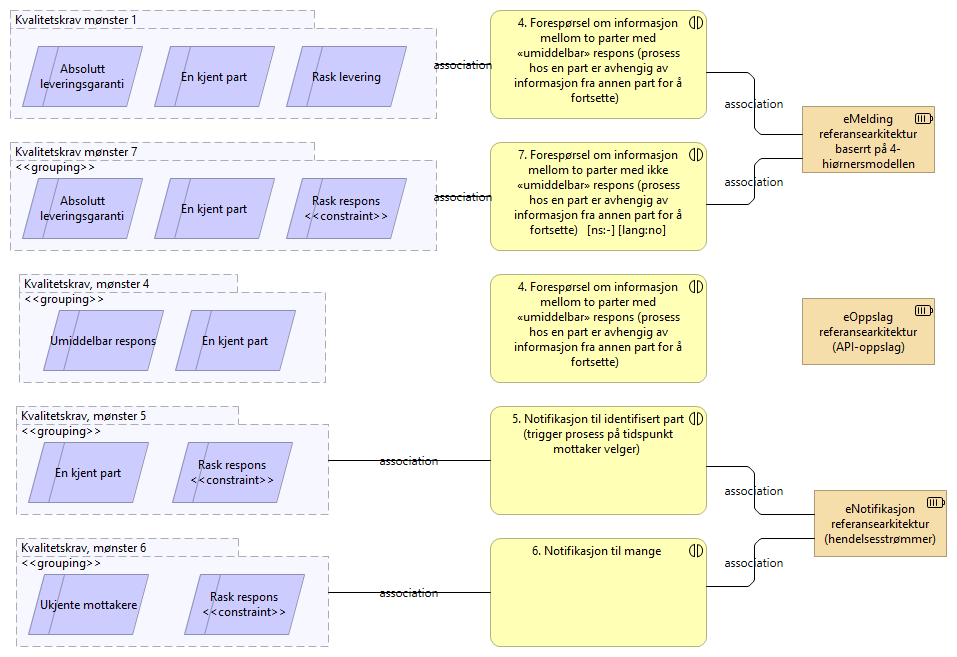 Kvalitetskrav mønster 1
Absolutt
leveringsgaranti
En kjent part
Rask levering
association
4. Forespørsel om informasjon
mellom to parter med
«umiddelbar» respons (prosess
hos en part er avhengig av
informasjon fra annen part for å
fortsette)
association
eMelding
referansearkitektur
baserrt på 4-
hiørnersmodellen
Kvalitetskrav mønster 7
<<grouping>>
Absolutt
leveringsgaranti
En kjent part
Rask respons
<<constraint>>
association
7. Forespørsel om informasjon
mellom to parter med ikke
«umiddelbar» respons (prosess
hos en part er avhengig av
informasjon fra annen part for å
fortsette)   [ns:-] [lang:no]
association
Kvalitetskrav, mønster 4
<<grouping>>
Umiddelbar respons
En kjent part
4. Forespørsel om informasjon
mellom to parter med
«umiddelbar» respons (prosess
hos en part er avhengig av
informasjon fra annen part for å
fortsette)
eOppslag
referansearkitektur
(API-oppslag)
Kvalitetskrav, mønster 5
<<grouping>>
En kjent part
Rask respons
<<constraint>>
association
5. Notifikasjon til identifisert part
(trigger prosess på tidspunkt
mottaker velger)
association
eNotifikasjon
referansearkitektur
(hendelsesstrømmer)
Kvalitetskrav, mønster 6
<<grouping>>
Ukjente mottakere
Rask respons
<<constraint>>
association
6. Notifikasjon til mange
association